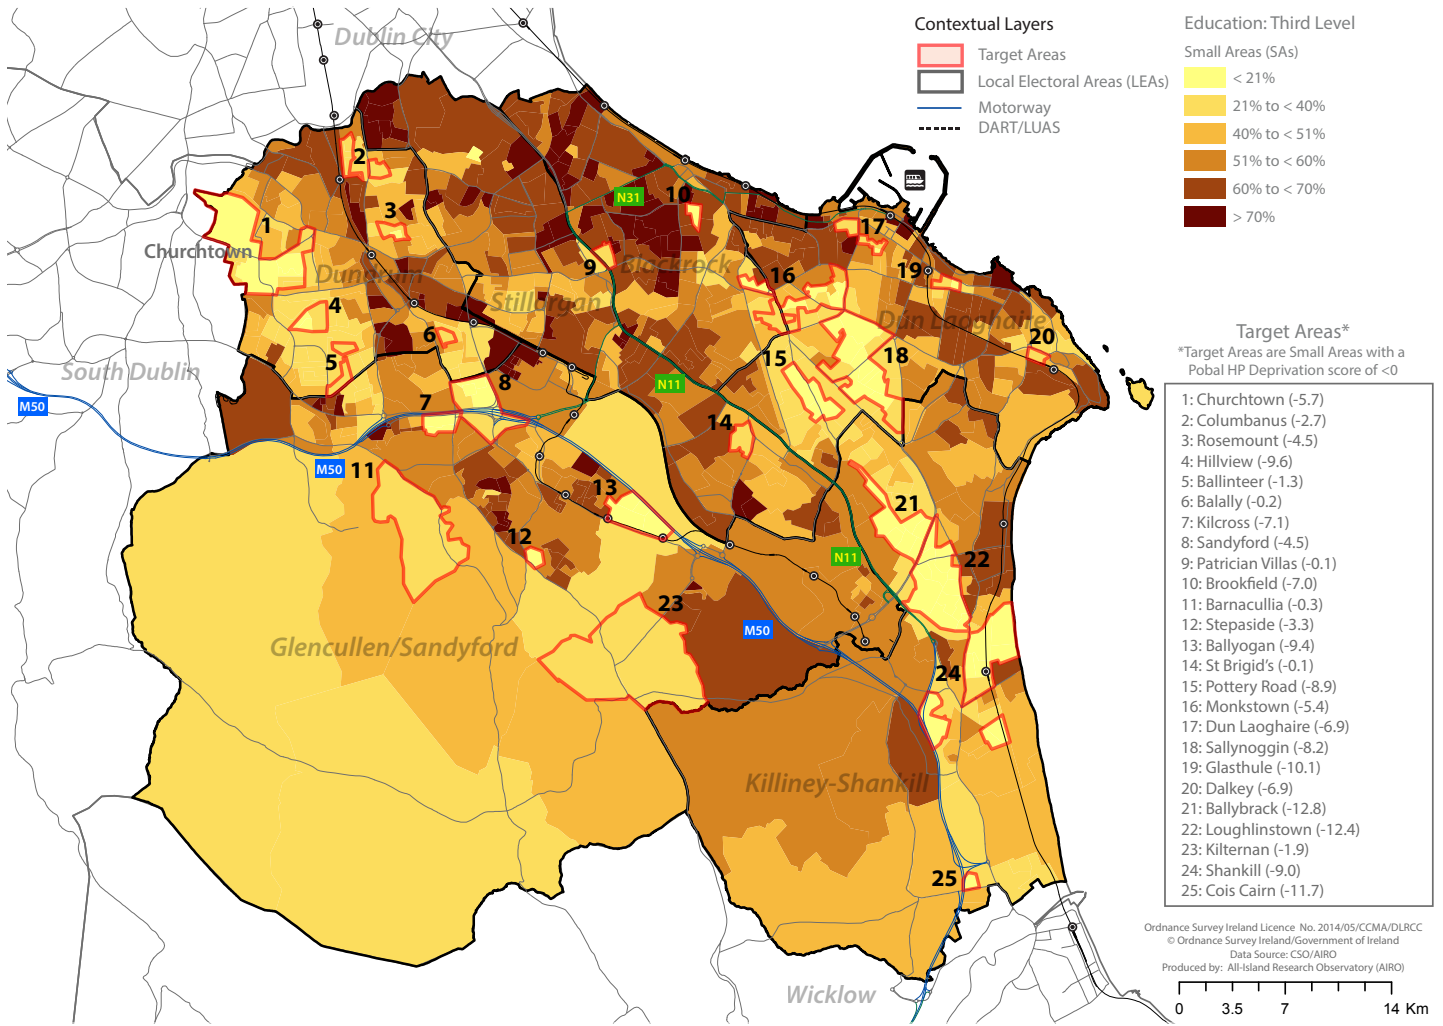 Contextual Layers
Target Areas
Local Electoral Areas (LEAs)
Motorway
DART/LUAS
Education: Third Level
Small Areas (SAs)
< 21%
21% to < 40%
40% to < 51%
51% to < 60%
60% to < 70%
> 70%
Dublin City
2
N31
10
3
1
17
Churchtown
Dundrum
9
Blackrock
16
19
Stillorgan
4
Dún Laoghaire
6
20
5
15
18
South Dublin
8
N11
M50
7
14
M50
11
13
21
12
N11
22
23
M50
Glencullen/Sandyford
24
Killiney-Shankill
25
Wicklow
Target Areas*
*Target Areas are Small Areas with a
Pobal HP Deprivation score of <0
1: Churchtown (-5.7)
2: Columbanus (-2.7)
3: Rosemount (-4.5)
4: Hillview (-9.6)
5: Ballinteer (-1.3)
6: Balally (-0.2)
7: Kilcross (-7.1)
8: Sandyford (-4.5)
9: Patrician Villas (-0.1)
10: Brookfield (-7.0)
11: Barnacullia (-0.3)
12: Stepaside (-3.3)
13: Ballyogan (-9.4)
14: St Brigid's (-0.1)
15: Pottery Road (-8.9)
16: Monkstown (-5.4)
17: Dun Laoghaire (-6.9)
18: Sallynoggin (-8.2)
19: Glasthule (-10.1)
20: Dalkey (-6.9)
21: Ballybrack (-12.8)
22: Loughlinstown (-12.4)
23: Kilternan (-1.9)
24: Shankill (-9.0)
25: Cois Cairn (-11.7)
Ordnance Survey Ireland Licence No. 2014/05/CCMA/DLRCC
© Ordnance Survey Ireland/Government of Ireland
Data Source: CSO/AIRO
Produced by: All-Island Research Observatory (AIRO)
0 3.5 7 14 Km